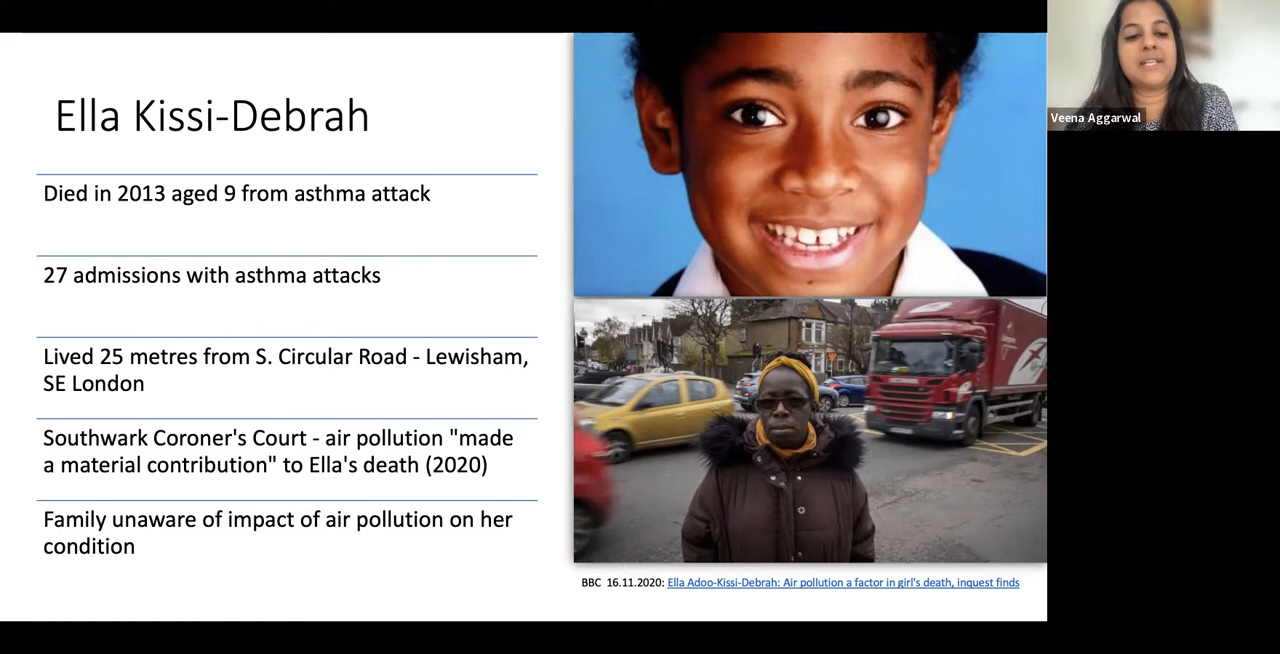 Ella Kissi-Debrah
Died in 2013 aged 9 from asthma attack
27 admissions with asthma attacks
Lived 25 metres from S. Circular Road - Lewisham,
SE London
Southwark Coroner's Court - air pollution "made
a material contribution" to Ella's death (2020)
Family unaware of impact of air pollution on her
condition
BBC 16.11.2020: Ella Adoo-Kissi-Debrah: Air pollution a factor in girl's death, inquest finds
Veena Aggarwal